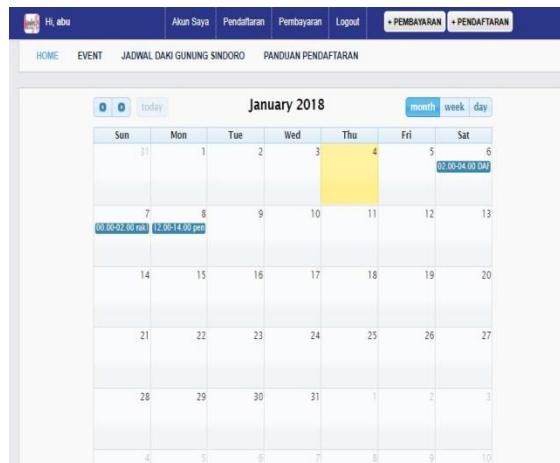 Hi, abu Akun Saya Pendaftaran Pembayaran Logout + PEMBAYARAN + PENDAFTARAN
HOME EVENT JADWAL DAKI GUNUNG SINDORO PANDUAN PENDAFTARAN
today January 2018 month week day
Sun Mon Tue Wed Thu Fri Sat
31 1 2 3 4 5 6
02.00-04.00 DAF
7 8 9 10 11 12 13
00.00-02.00 12.00-14.00 pen
14 15 16 17 18 19 20
21 22 23 24 25 26 27
28 29 30 31 1 2 3
4 5 6 7 8 9 10